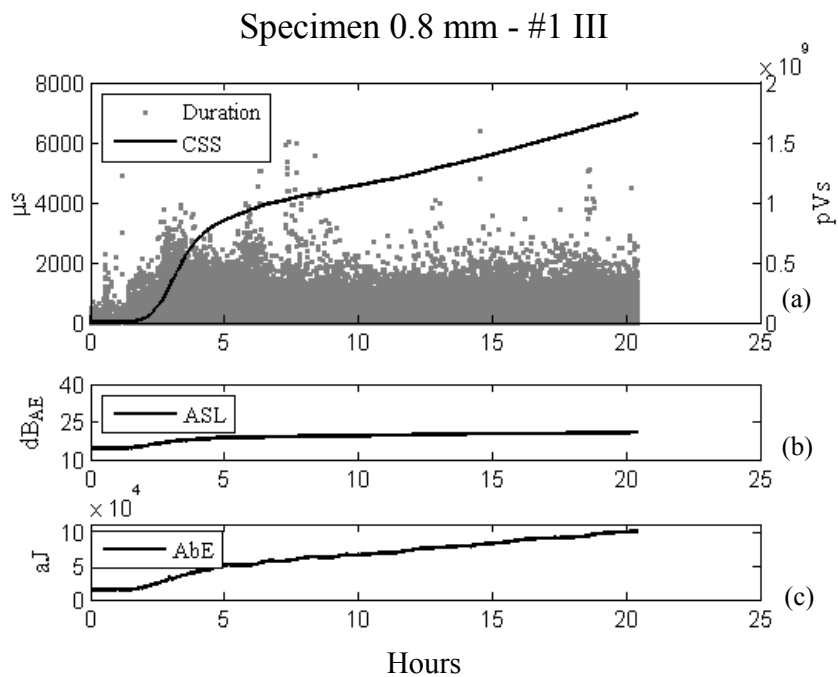 Specimen 0.8 mm - #1 III
× 10⁹
8000
6000
4000
2000
0
µs
Duration
CSS
2
1.5
1
0.5
0
pVs
(a)
0 5 10 15 20 25
40
25
10
dB_AE
ASL
(b)
0 5 10 15 20 25
× 10⁴
10
5
0
aJ
AbE
(c)
0 5 10 15 20 25
Hours